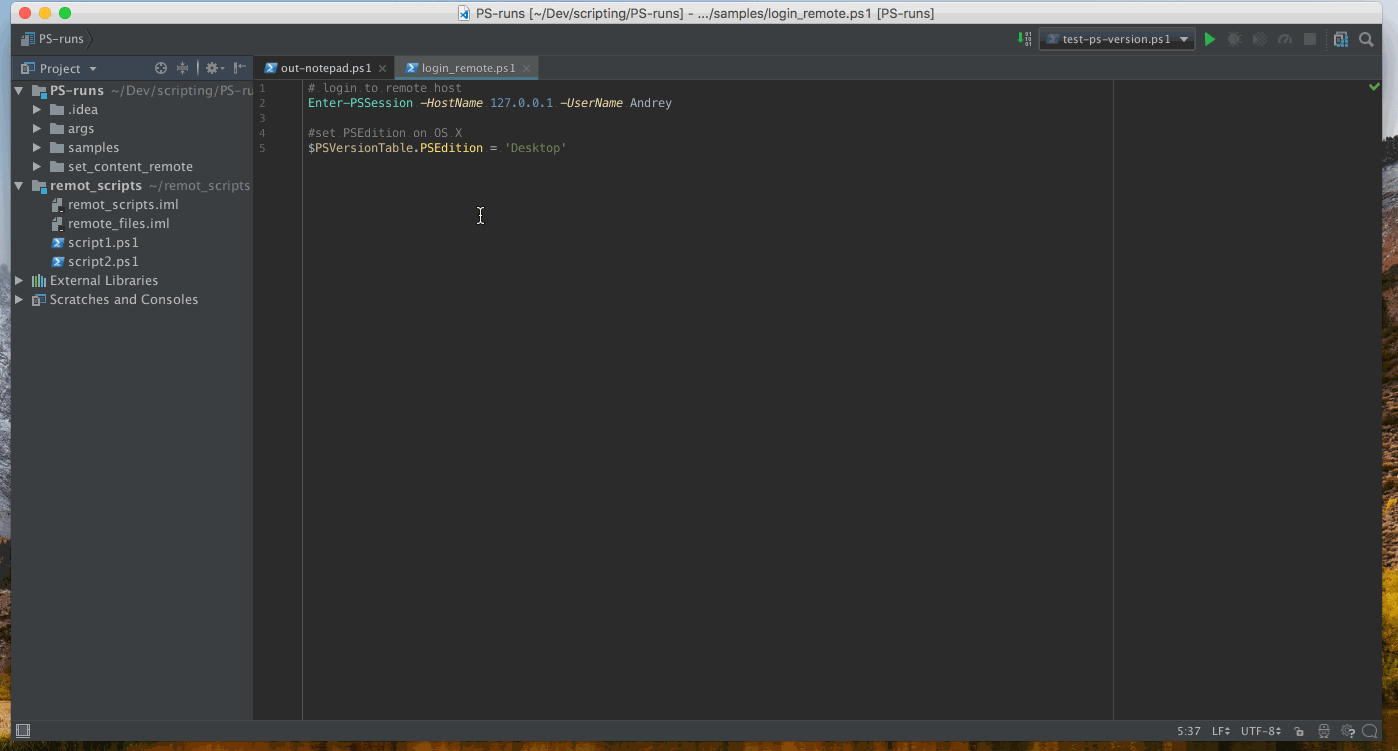 PS-runs [~/Dev/scripting/PS-runs] - .../samples/login_remote.ps1 [PS-runs]
PS-runs
test-ps-version.ps1
Project
out-notepad.ps1
login_remote.ps1
PS-runs ~/Dev/scripting/PS-ru
.idea
args
samples
set_content_remote
remot_scripts ~/remot_scripts
remot_scripts.iml
remote_files.iml
script1.ps1
script2.ps1
External Libraries
Scratches and Consoles
1 # login to remote host
2 Enter-PSSession -HostName 127.0.0.1 -UserName Andrey
3
4 #set PSEdition on OS X
5 $PSVersionTable.PSEdition = 'Desktop'
5:37 LF UTF-8